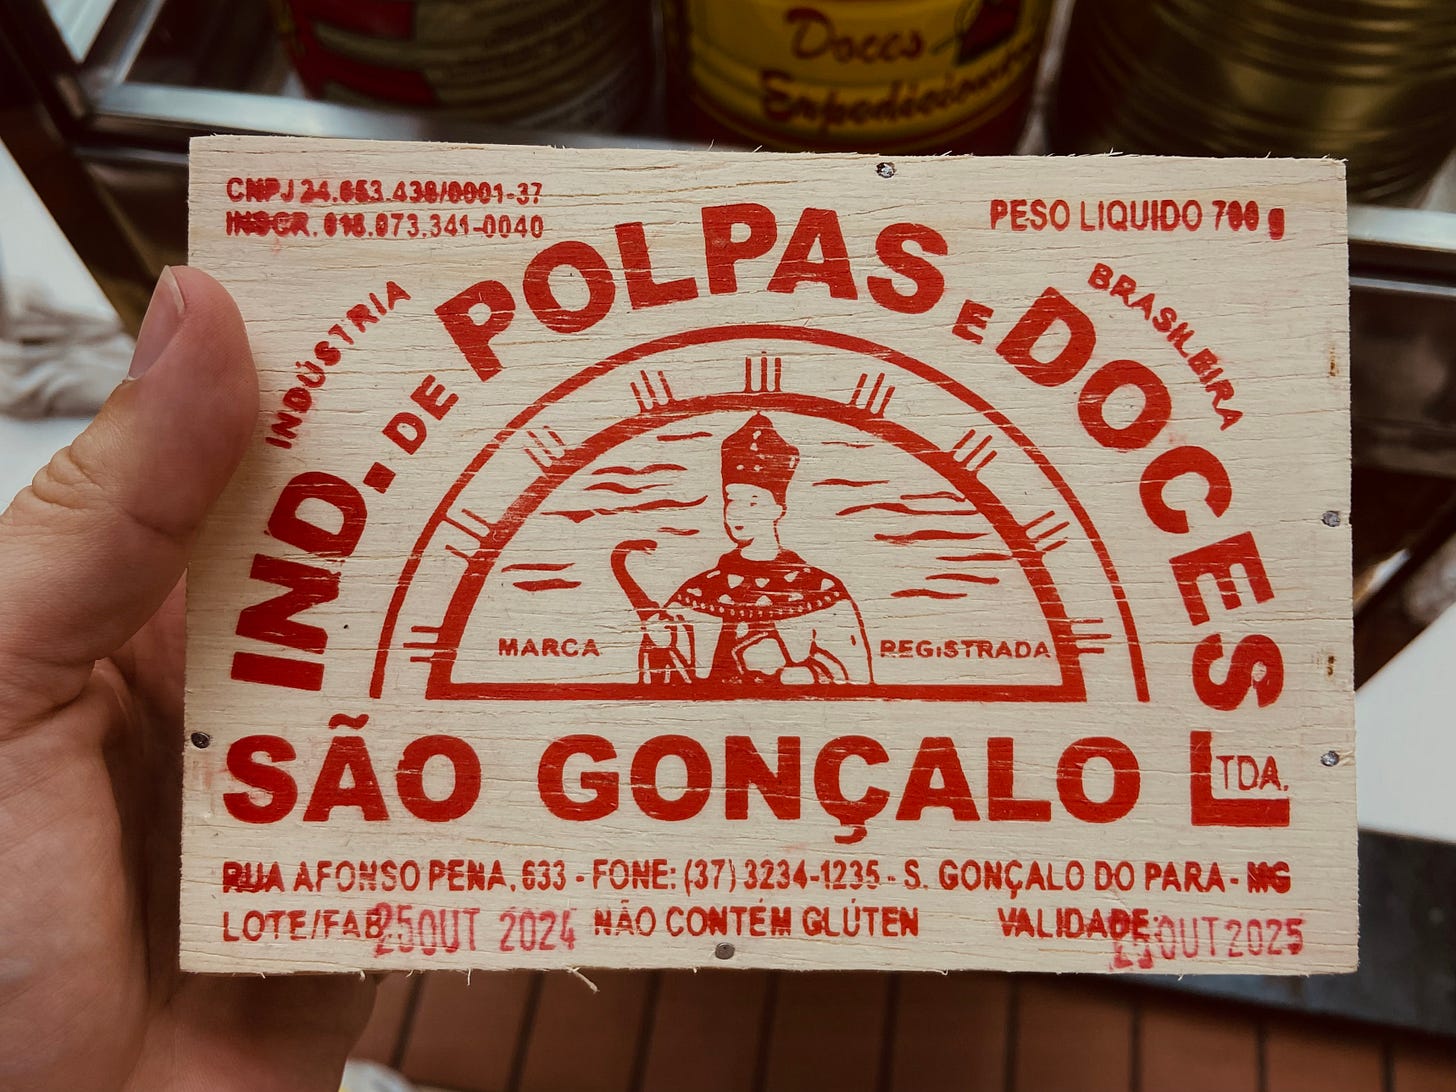 Doces
CNPJ 24.653.438/0001-37
INSCR. 018.073.341-0040
PESO LIQUIDO 700 g
INDÚSTRIA
BRASILEIRA
IND. DE POLPAS E DOCES
MARCA REGISTRADA
SÃO GONÇALO LTDA.
RUA AFONSO PENA, 633 - FONE: (37) 3234-1235 - S. GONÇALO DO PARA - MG
LOTE/FAB 25 OUT 2024 NÃO CONTÉM GLÚTEN VALIDADE: 25 OUT 2025